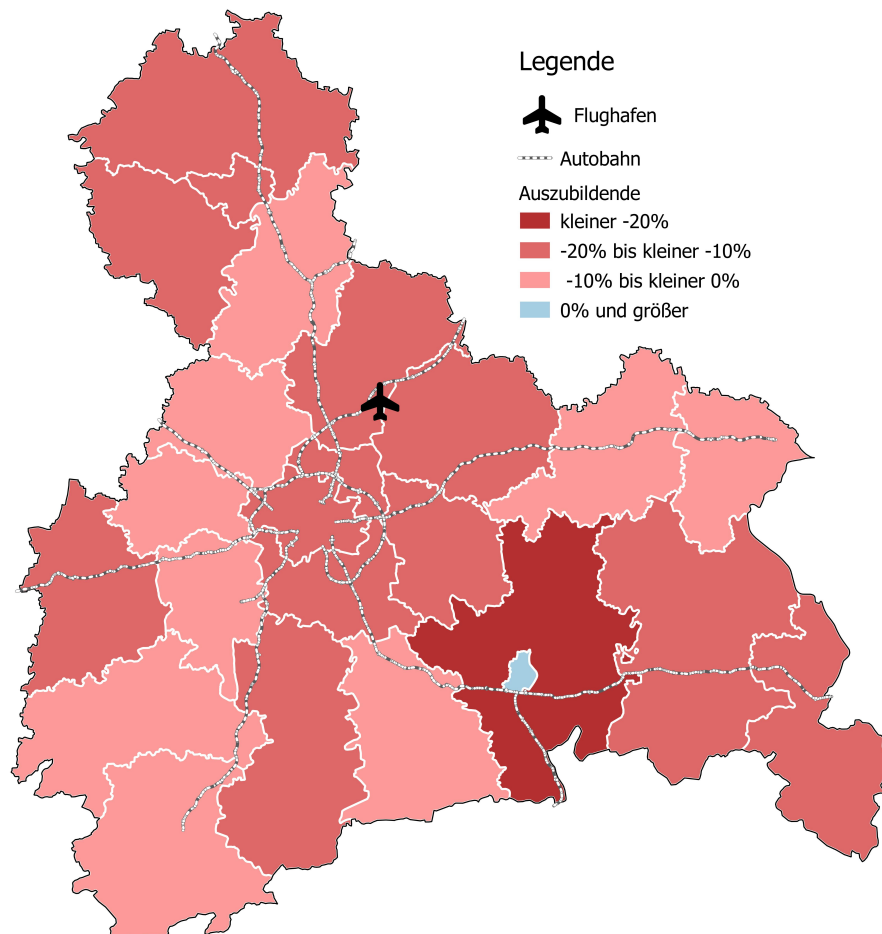 Legende
Flughafen
Autobahn
Auszubildende
kleiner -20%
-20% bis kleiner -10%
-10% bis kleiner 0%
0% und größer